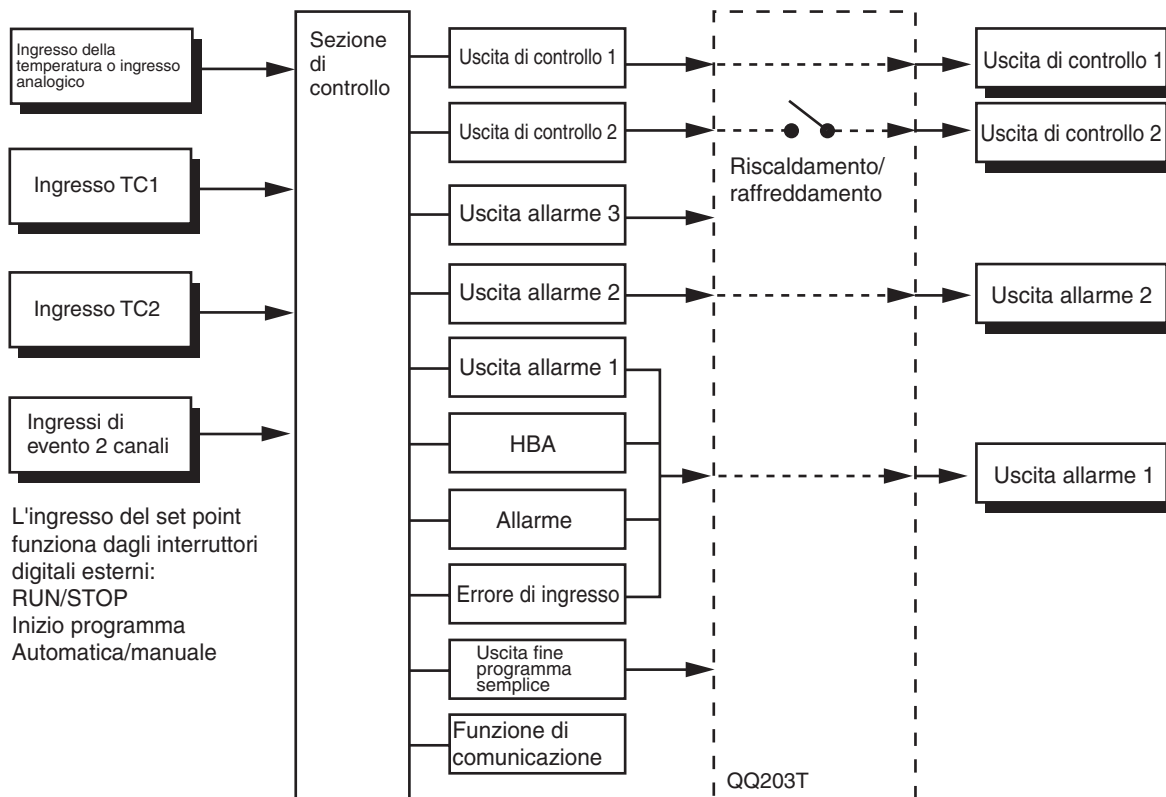 Ingresso della
temperatura o ingresso
analogico
Ingresso TC1
Ingresso TC2
Ingressi di
evento 2 canali
L'ingresso del set point
funziona dagli interruttori
digitali esterni:
RUN/STOP
Inizio programma
Automatica/manuale
Sezione
di
controllo
Uscita di controllo 1
Uscita di controllo 2
Uscita allarme 3
Uscita allarme 2
Uscita allarme 1
HBA
Allarme
Errore di ingresso
Uscita fine
programma
semplice
Funzione di
comunicazione
Riscaldamento/
raffreddamento
QQ203T
Uscita di controllo 1
Uscita di controllo 2
Uscita allarme 2
Uscita allarme 1